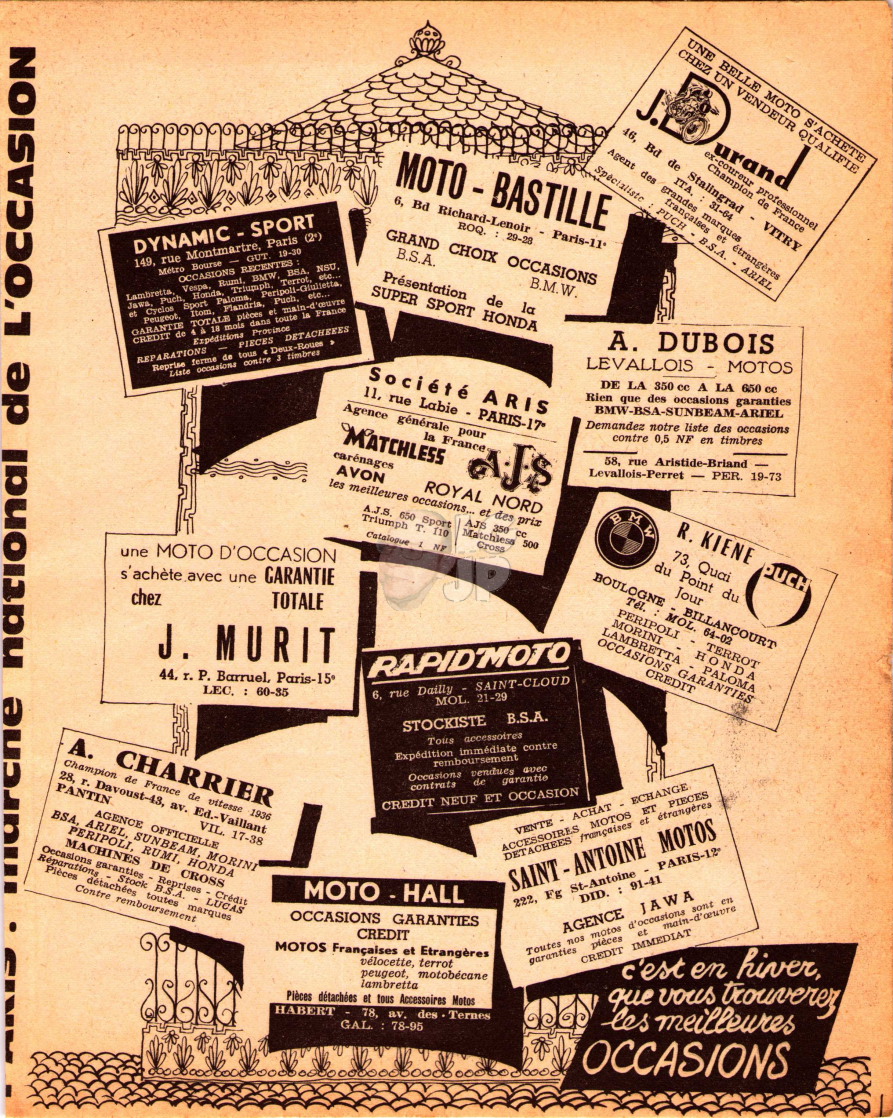 PARIS : marché national de L'OCCASION
UNE BELLE MOTO S'ACHETE
CHEZ UN VENDEUR QUALIFIE
J. Durand
ex-coureur professionnel
Champion de France
46, Bd de Stalingrad - VITRY
ITA. : 31-64
Agent des grandes marques
françaises et étrangères
Spécialiste : PUCH - B.S.A. - ARIEL
MOTO - BASTILLE
6, Bd Richard-Lenoir - Paris-11e
ROQ. : 29-28
GRAND CHOIX OCCASIONS
B.S.A. B.M.W.
Présentation de la
SUPER SPORT HONDA
DYNAMIC - SPORT
149, rue Montmartre, Paris (2e)
Métro Bourse — GUT. 19-30
OCCASIONS RECENTES :
Lambretta, Vespa, Rumi, BMW, BSA, NSU,
Jawa, Puch, Honda, Triumph, Terrot, etc...
et Cyclos Sport Paloma, Peripoli-Giulietta,
Peugeot, Itom, Flandria, Puch, etc...
GARANTIE TOTALE pièces et main-d'œuvre
CREDIT de 4 à 18 mois dans toute la France
Expéditions Province
REPARATIONS — PIECES DETACHEES
Reprise ferme de tous « Deux-Roues »
Liste occasions contre 3 timbres
A. DUBOIS
LEVALLOIS - MOTOS
DE LA 350 cc A LA 650 cc
Rien que des occasions garanties
BMW-BSA-SUNBEAM-ARIEL
Demandez notre liste des occasions
contre 0,5 NF en timbres
58, rue Aristide-Briand —
Levallois-Perret — PER. 19-73
Société ARIS
11, rue Labie - PARIS-17e
Agence générale pour
la France
MATCHLESS A.J.S
carénages
AVON ROYAL NORD
les meilleures occasions... et des prix
A.J.S. 650 Sport AJS 350 cc
Triumph T. 110 Matchless 500
Catalogue 1 NF Cross
BMW
R. KIENE
PUCH
73, Quai
du Point du
Jour
BOULOGNE - BILLANCOURT
Tél. : MOL. 64-02
PERIPOLI - TERROT
MORINI - HONDA
LAMBRETTA - PALOMA
OCCASIONS GARANTIES
CREDIT
une MOTO D'OCCASION
s'achète avec une GARANTIE
chez TOTALE
J. MURIT
44, r. P. Barruel, Paris-15e
LEC. : 60-35
RAPID'MOTO
6, rue Dailly - SAINT-CLOUD
MOL. 21-29
STOCKISTE B.S.A.
Tous accessoires
Expédition immédiate contre
remboursement
Occasions vendues avec
contrats de garantie
CREDIT NEUF ET OCCASION
A. CHARRIER
Champion de France de vitesse 1936
28, r. Davoust-43, av. Ed.-Vaillant
PANTIN VIL. 17-38
AGENCE OFFICIELLE
BSA, ARIEL, SUNBEAM, MORINI
PERIPOLI, RUMI, HONDA
MACHINES DE CROSS
Occasions garanties - Reprises - Crédit
Réparations - Stock B.S.A. - LUCAS
Pièces détachées toutes marques
Contre remboursement
VENTE - ACHAT - ECHANGE
ACCESSOIRES MOTOS ET PIECES
DETACHEES françaises et étrangères
SAINT-ANTOINE MOTOS
222, Fg St-Antoine - PARIS-12e
DID. : 91-41
AGENCE JAWA
Toutes nos motos d'occasions sont en
garanties pièces et main-d'œuvre
CREDIT IMMEDIAT
MOTO - HALL
OCCASIONS GARANTIES
CREDIT
MOTOS Françaises et Etrangères
vélocette, terrot
peugeot, motobécane
lambretta
Pièces détachées et tous Accessoires Motos
HABERT - 78, av. des Ternes
GAL. : 78-95
c'est en hiver,
que vous trouverez
les meilleures
OCCASIONS